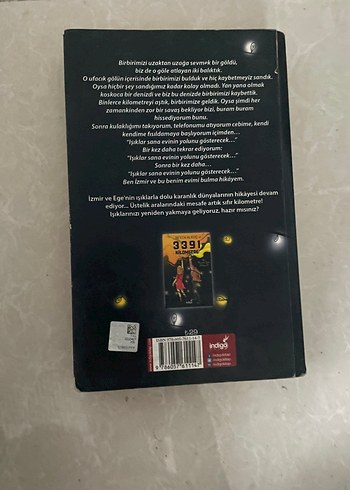 Birbirimizi uzaktan uzağa sevmek bir göldü,
biz de o göle atlayan iki balıktık.
O ufacık gölün içerisinde birbirimizi bulduk ve hiç kaybetmeyiz sandık.
Oysa hiçbir şey sandığımız kadar kolay olmadı. Yan yana olmak
koskoca bir denizdi ve biz bu denizde birbirimizi kaybettik.
Binlerce kilometreyi aştık, birbirimize geldik. Oysa şimdi her
zamankinden zor bir savaş bekliyor bizi, buram buram
hissediyorum bunu.
Sonra kulaklığımı takıyorum, telefonumu atıyorum cebime, kendi
kendime fısıldamaya başlıyorum içimden...
"Işıklar sana evinin yolunu gösterecek..."
Bir kez daha tekrar ediyorum:
"Işıklar sana evinin yolunu gösterecek..."
Sonra bir kez daha...
"Işıklar sana evinin yolunu gösterecek..."
Ben İzmir ve bu benim evimi bulma hikâyem.
İzmir ve Ege'nin ışıklarla dolu karanlık dünyalarının hikâyesi devam
ediyor... Üstelik aralarındaki mesafe artık sıfır kilometre!
Işıklarınızı yeniden yakmaya geliyoruz, hazır mısınız?
3391
KİLOMETRE
t-29
indigo